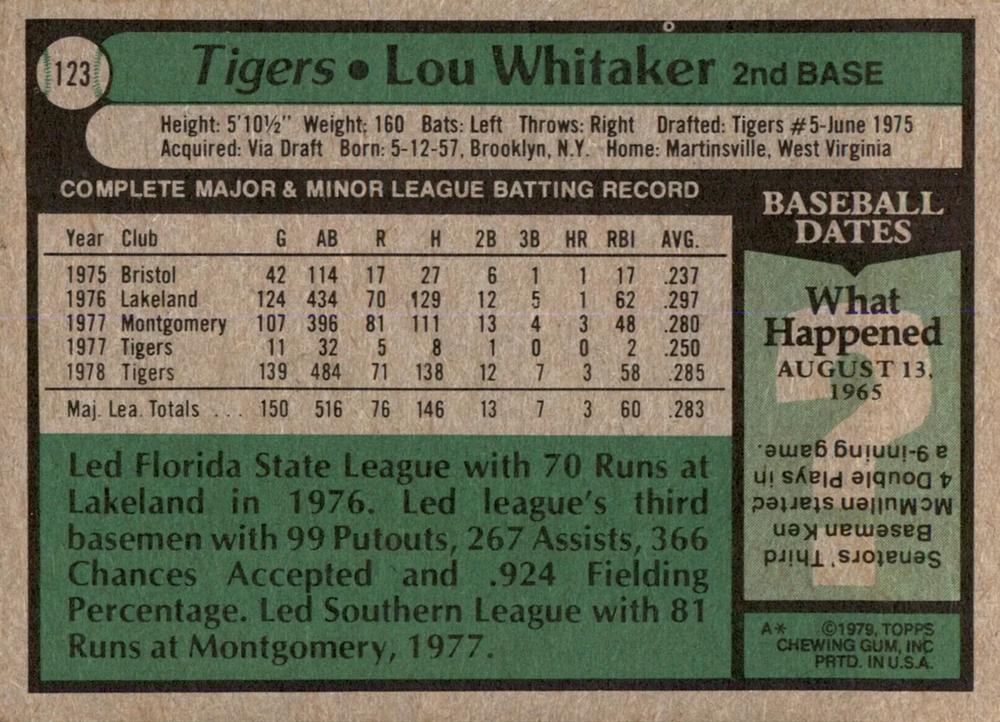 123 Tigers • Lou Whitaker 2nd BASE
Height: 5'10½" Weight: 160 Bats: Left Throws: Right Drafted: Tigers #5-June 1975
Acquired: Via Draft Born: 5-12-57, Brooklyn, N.Y. Home: Martinsville, West Virginia
COMPLETE MAJOR & MINOR LEAGUE BATTING RECORD
Year Club G AB R H 2B 3B HR RBI AVG.
1975 Bristol 42 114 17 27 6 1 1 17 .237
1976 Lakeland 124 434 70 129 12 5 1 62 .297
1977 Montgomery 107 396 81 111 13 4 3 48 .280
1977 Tigers 11 32 5 8 1 0 0 2 .250
1978 Tigers 139 484 71 138 12 7 3 58 .285
Maj. Lea. Totals ... 150 516 76 146 13 7 3 60 .283
Led Florida State League with 70 Runs at
Lakeland in 1976. Led league's third
basemen with 99 Putouts, 267 Assists, 366
Chances Accepted and .924 Fielding
Percentage. Led Southern League with 81
Runs at Montgomery, 1977.
BASEBALL
DATES
What
Happened
AUGUST 13,
1965
Senators' Third
Baseman Ken
McMullen started
4 Double Plays in
a 9-inning game.
A* ©1979, TOPPS
CHEWING GUM, INC
PRTD. IN U.S.A.